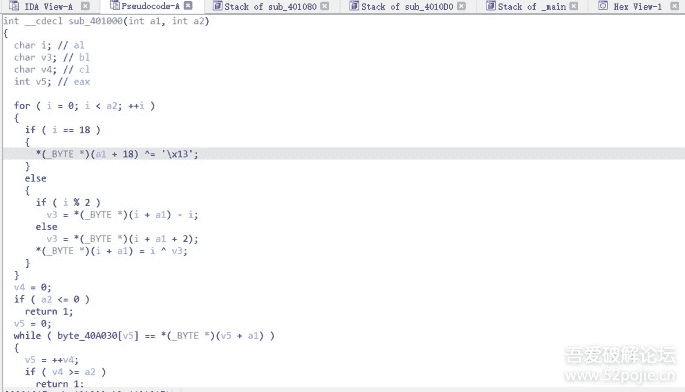 IDA View-A Pseudocode-A Stack of sub_401080 Stack of sub_4010D0 Stack of _main Hex View-1
int __cdecl sub_401000(int a1, int a2)
{
  char i; // al
  char v3; // bl
  char v4; // cl
  int v5; // eax

  for ( i = 0; i < a2; ++i )
  {
    if ( i == 18 )
    {
      *(_BYTE *)(a1 + 18) ^= '\x13';
    }
    else
    {
      if ( i % 2 )
        v3 = *(_BYTE *)(i + a1) - i;
      else
        v3 = *(_BYTE *)(i + a1 + 2);
      *(_BYTE *)(i + a1) = i ^ v3;
    }
  }
  v4 = 0;
  if ( a2 <= 0 )
    return 1;
  v5 = 0;
  while ( byte_40A030[v5] == *(_BYTE *)(v5 + a1) )
  {
    v5 = ++v4;
    if ( v4 >= a2 )
      return 1;
吾爱破解论坛
www.52pojie.cn